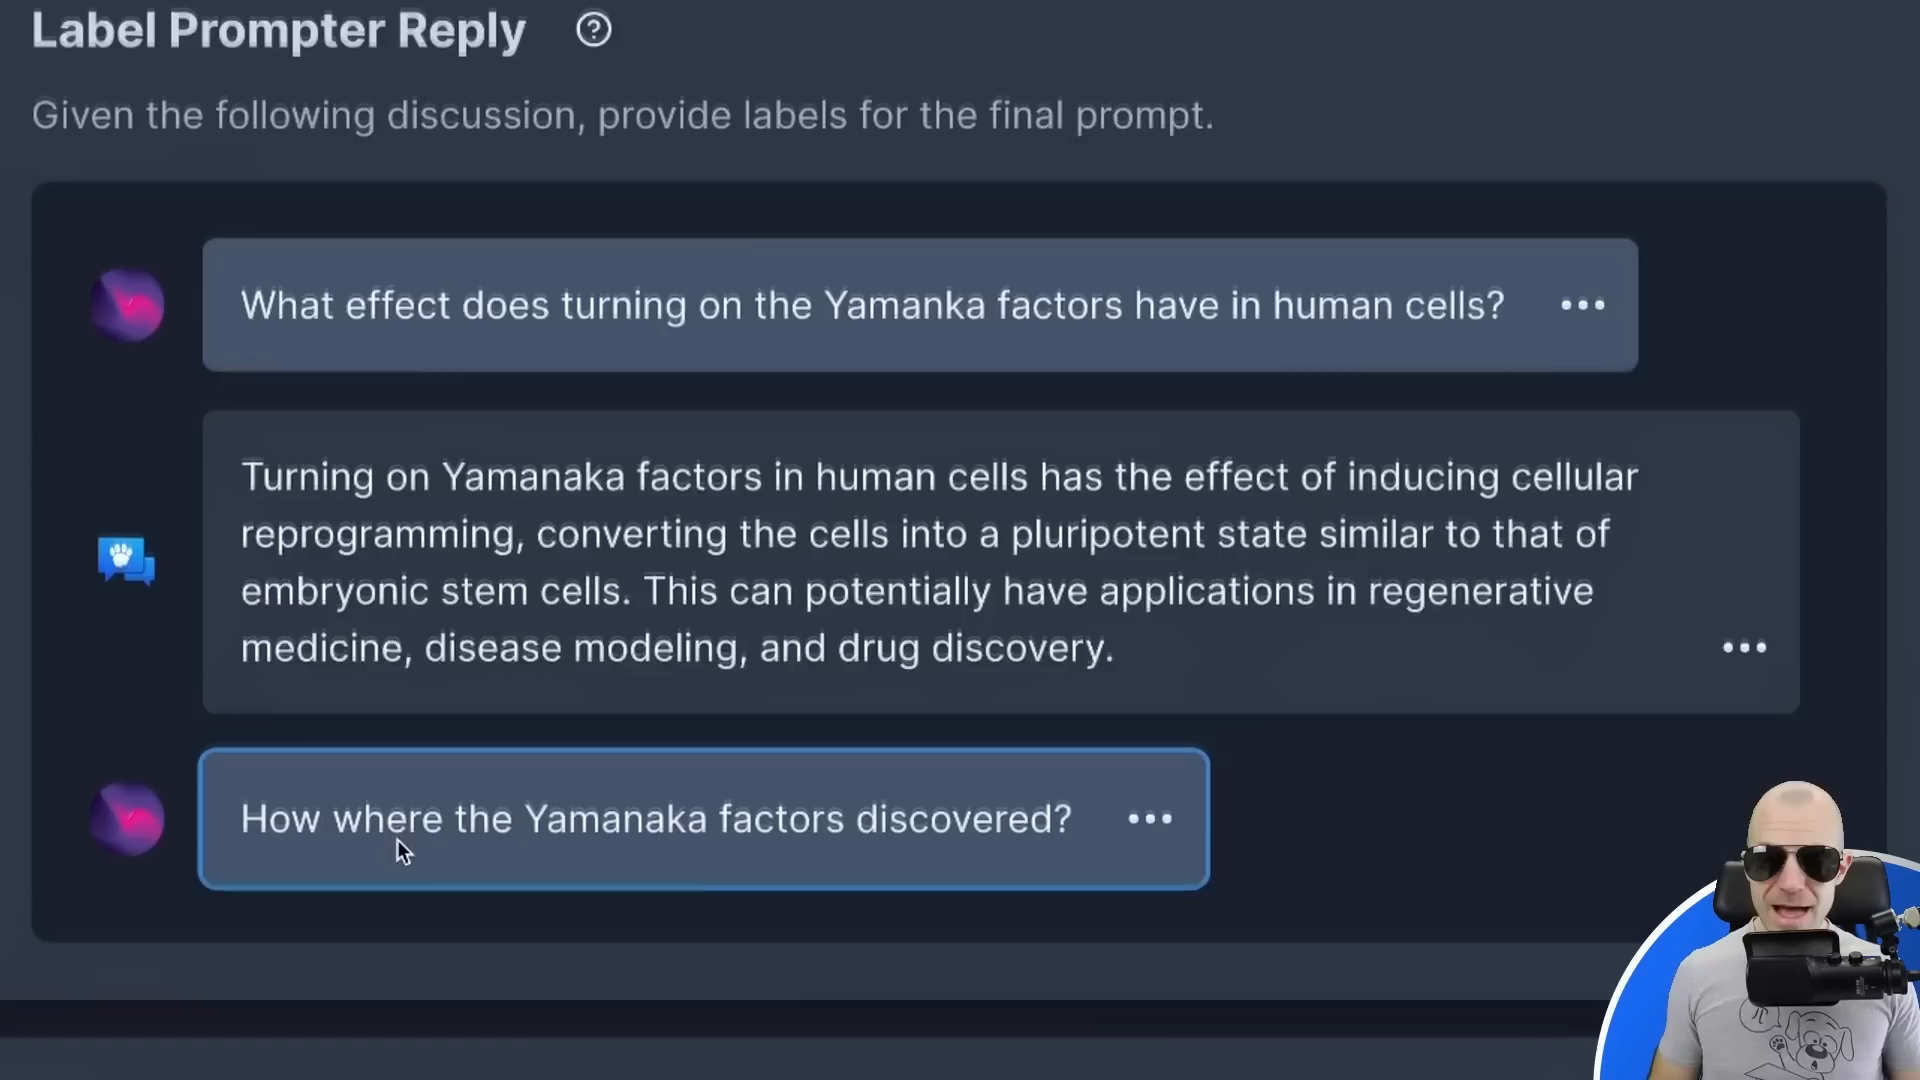 Label Prompter Reply
Given the following discussion, provide labels for the final prompt.
What effect does turning on the Yamanka factors have in human cells?
Turning on Yamanaka factors in human cells has the effect of inducing cellular
reprogramming, converting the cells into a pluripotent state similar to that of
embryonic stem cells. This can potentially have applications in regenerative
medicine, disease modeling, and drug discovery.
How where the Yamanaka factors discovered?